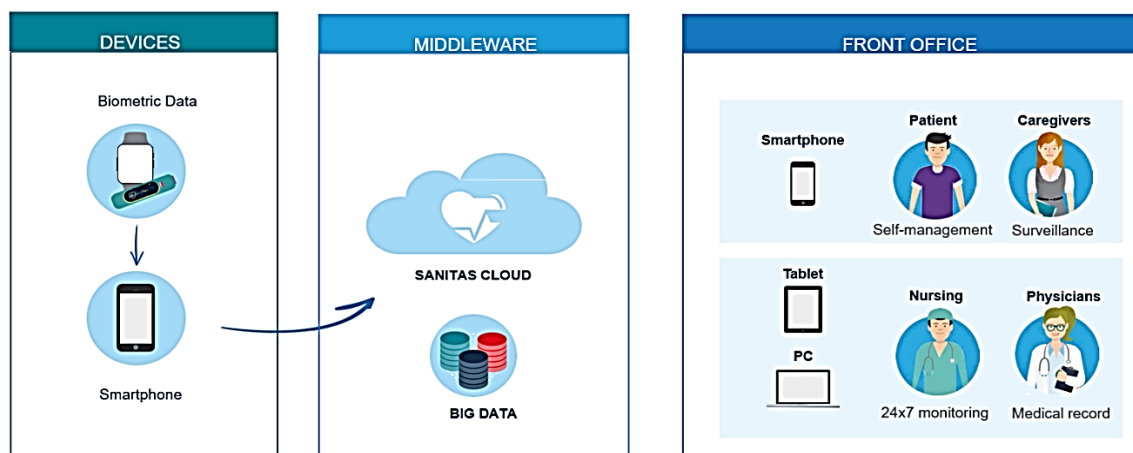 DEVICES
Biometric Data
Smartphone
MIDDLEWARE
SANITAS CLOUD
BIG DATA
FRONT OFFICE
Smartphone
Patient
Self-management
Caregivers
Surveillance
Tablet
PC
Nursing
24x7 monitoring
Physicians
Medical record